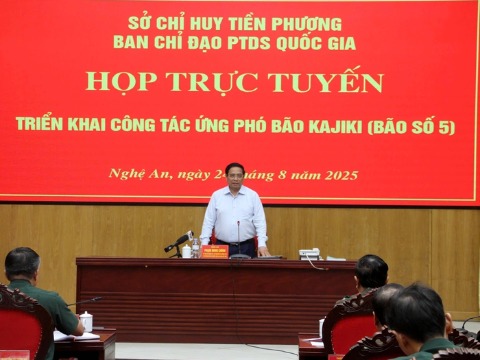 SỞ CHỈ HUY TIỀN PHƯƠNG
BAN CHỈ ĐẠO PTDS QUỐC GIA
HỌP TRỰC TUYẾN
TRIỂN KHAI CÔNG TÁC ỨNG PHÓ BÃO KAJIKI (BÃO SỐ 5)
Nghệ An, ngày 2 tháng 8 năm 2025